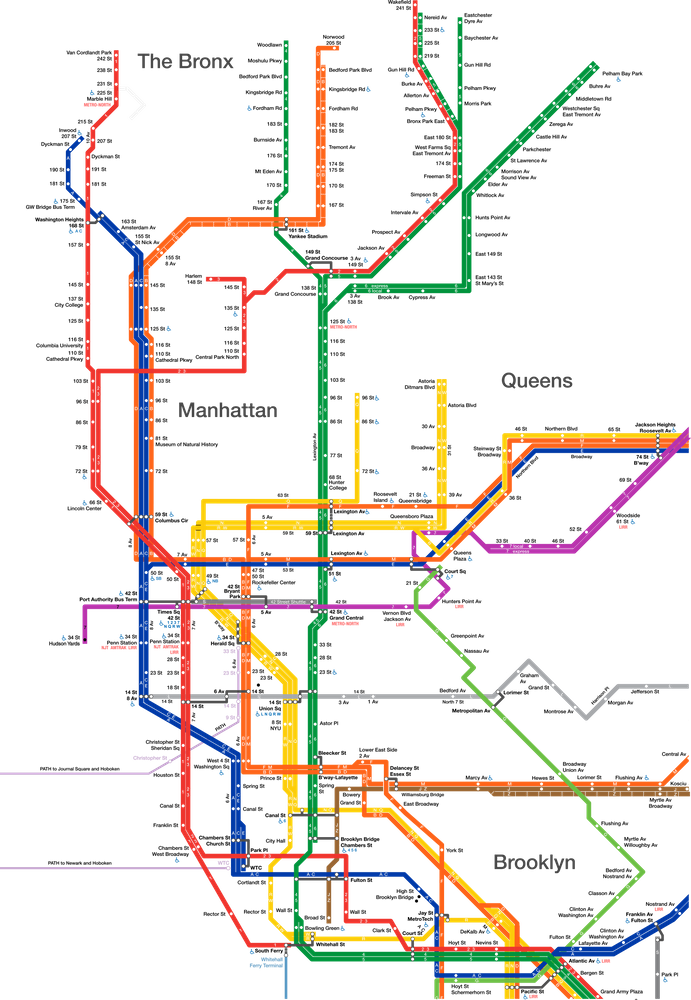 Wakefield
241 St
Nereid Av
233 St
225 St
219 St
Eastchester
Dyre Av
Baychester Av
Gun Hill Rd
Pelham Pkwy
Morris Park
Gun Hill Rd
Burke Av
Allerton Av
Pelham Pkwy
Bronx Park East
East 180 St
West Farms Sq
East Tremont Av
174 St
Freeman St
Simpson St
Intervale Av
Prospect Av
Jackson Av
3 Av
149 St
Pelham Bay Park
Buhre Av
Middletown Rd
Westchester Sq
East Tremont Av
Zerega Av
Castle Hill Av
Parkchester
St Lawrence Av
Morrison Av
Sound View Av
Elder Av
Whitlock Av
Hunts Point Av
Longwood Av
East 149 St
East 143 St
St Mary's St
Cypress Av
Brook Av
3 Av
138 St
5 express
6 local
The Bronx
Van Cortlandt Park
242 St
238 St
231 St
225 St
Marble Hill
METRO-NORTH
215 St
207 St
Inwood
207 St
Dyckman St
Dyckman St
190 St
191 St
181 St
181 St
175 St
GW Bridge Bus Term
Washington Heights
168 St
A C
163 St
Amsterdam Av
155 St
St Nick Av
155 St
8 Av
157 St
Woodlawn
Moshulu Pkwy
Bedford Park Blvd
Kingsbridge Rd
Fordham Rd
183 St
Burnside Av
176 St
Mt Eden Av
170 St
167 St
River Av
Norwood
205 St
Bedford Park Blvd
Kingsbridge Rd
Fordham Rd
182 St
183 St
Tremont Av
174 St
175 St
170 St
167 St
161 St
Yankee Stadium
149 St
Grand Concourse
138 St
Grand Concourse
Harlem
148 St
145 St
135 St
125 St
116 St
110 St
Central Park North
145 St
137 St
City College
116 St
Columbia University
110 St
Cathedral Pkwy
145 St
135 St
125 St
116 St
110 St
Cathedral Pkwy
125 St
METRO-NORTH
Manhattan
103 St
96 St
86 St
79 St
72 St
66 St
Lincoln Center
103 St
96 St
86 St
81 St
Museum of Natural History
72 St
59 St
Columbus Cir
Lexington Av
96 St
86 St
77 St
72 St
68 St
Hunter
College
63 St
Lexington Av
5 Av
59 St
59 St
Lexington Av
57 St
57 St
7 Av
5 Av
Lexington Av
51 St
50 St
50 St
49 St
47-50 St
Rockefeller Center
42 St
Port Authority Bus Term
42 St
Bryant
Park
Times Sq
42 St
5 Av
42 St
Grand Central
METRO-NORTH
34 St
Hudson Yards
34 St
Penn Station
NJT AMTRAK LIRR
34 St
Penn Station
NJT AMTRAK LIRR
34 St
Herald Sq
B'way
28 St
23 St
18 St
23 St
28 St
23 St
23 St
33 St
28 St
23 St
14 St
8 Av
14 St
6 Av
14 St
14 St
Union Sq
L N Q R W
3 Av
1 Av
8 St
NYU
Astor Pl
9 St
PATH
Christopher St
Sheridan Sq
Christopher St
PATH to Journal Square and Hoboken
Houston St
Canal St
Franklin St
Chambers St
West Broadway
West 4 St
Washington Sq
Spring St
Canal St
Chambers St
Church St
Park Pl
WTC
WTC
PATH to Newark and Hoboken
Prince St
Canal St
City Hall
Cortlandt St
Rector St
Rector St
Bleecker St
B'way-Lafayette
Spring
St
Lower East Side
2 Av
Bowery
Grand St
Delancey St
Essex St
East Broadway
Brooklyn Bridge
Chambers St
4 5 6
Fulton St
Wall St
Broad St
Bowling Green
Wall St
Whitehall St
South Ferry
Whitehall
Ferry Terminal
Queens
Astoria
Ditmars Blvd
Astoria Blvd
30 Av
Broadway
36 Av
31 St
39 Av
Roosevelt
Island
21 St
Queensbridge
Queensboro Plaza
Steinway St
Broadway
46 St
Northern Blvd
65 St
Jackson Heights
Roosevelt Av
74 St
B'way
Broadway
Northern Blvd
36 St
Queens
Plaza
33 St
40 St
46 St
7 local
7 express
52 St
Woodside
61 St
LIRR
69 St
Court Sq
21 St
Hunters Point Av
LIRR
Vernon Blvd
Jackson Av
LIRR
Greenpoint Av
Nassau Av
Bedford Av
North 7 St
Lorimer St
Metropolitan Av
Graham
Av
Grand St
Montrose Av
Harrison Pl
Morgan Av
Jefferson St
Broadway
Union Av
Marcy Av
Williamsburg Bridge
Hewes St
Lorimer St
Flushing Av
Central Av
Kosciu
Myrtle Av
Broadway
Flushing Av
Myrtle Av
Willoughby Av
Bedford Av
Nostrand Av
Classon Av
Brooklyn
York St
High St
Brooklyn Bridge
Jay St
MetroTech
Clark St
Court St
DeKalb Av
Hoyt St
Nevins St
Clinton Av
Washington Av
Fulton St
Clinton Av
Washington Av
Lafayette Av
Franklin Av
Fulton St
Nostrand Av
LIRR
Atlantic Av
LIRR
Bergen St
Park Pl
Hoyt St
Schermerhorn St
Pacific St
LIRR
Grand Army Plaza